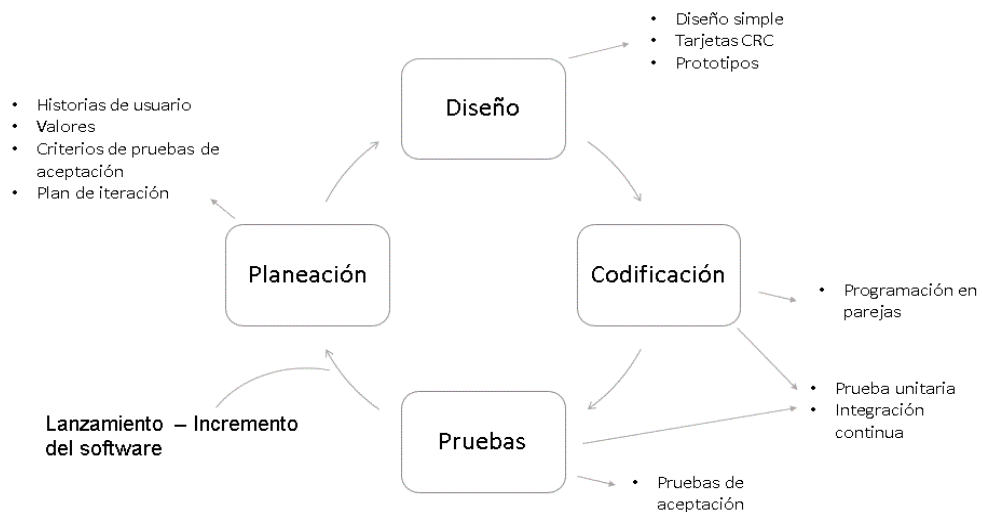 • Diseño simple
• Tarjetas CRC
• Prototipos
Diseño
• Historias de usuario
• Valores
• Criterios de pruebas de
aceptación
• Plan de iteración
Planeación
Codificación
• Programación en
parejas
• Prueba unitaria
• Integración
continua
Lanzamiento – Incremento
del software
Pruebas
• Pruebas de
aceptación